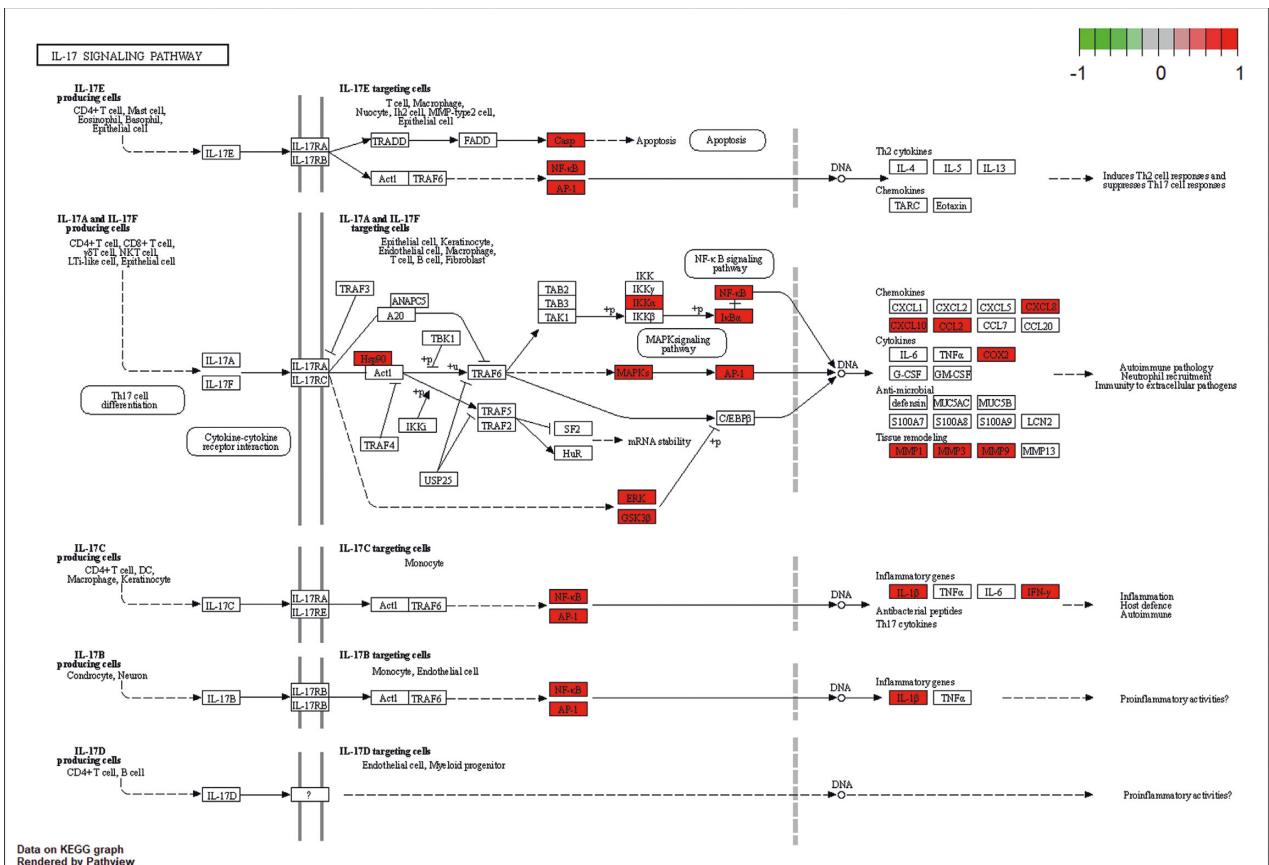 IL-17 SIGNALING PATHWAY
-1 0 1
IL-17E
producing cells
CD4+ T cell, Mast cell,
Eosinophil, Basophil,
Epithelial cell
IL-17E
IL-17RA
IL-17RB
IL-17E targeting cells
T cell, Macrophage,
Nuocyte, Ih2 cell, MMP-type2 cell,
Epithelial cell
TRADD
FADD
Casp
Apoptosis
Apoptosis
Act1
TRAF6
NF-κB
AP-1
DNA
Th2 cytokines
IL-4
IL-5
IL-13
Chemokines
TARC
Eotaxin
Induces Th2 cell responses and
suppresses Th17 cell responses
IL-17A and IL-17F
producing cells
CD4+ T cell, CD8+ T cell,
γδT cell, NKT cell,
LTi-like cell, Epithelial cell
IL-17A
IL-17F
Th17 cell
differentiation
Cytokine-cytokine
receptor interaction
IL-17RA
IL-17RC
IL-17A and IL-17F
targeting cells
Epithelial cell, Keratinocyte,
Endothelial cell, Macrophage,
T cell, B cell, Fibroblast
TRAF3
ANAPC5
A20
TBK1
+p
+u
Hsp90
Act1
TRAF6
+p
IKKi
TRAF4
USP25
TRAF5
TRAF2
SF2
HuR
mRNA stability
TAB2
TAB3
TAK1
+p
IKK
IKKγ
IKKα
IKKβ
+p
NF-κB signaling
pathway
NF-κB
IκBα
MAPK signaling
pathway
MAPKs
AP-1
C/EBPβ
+p
ERK
GSK3β
DNA
Chemokines
CXCL1
CXCL2
CXCL5
CXCL8
CXCL10
CCL2
CCL7
CCL20
Cytokines
IL-6
TNFα
COX2
G-CSF
GM-CSF
Anti-microbial
defensin
MUC5AC
MUC5B
S100A7
S100A8
S100A9
LCN2
Tissue remodeling
MMP1
MMP3
MMP9
MMP13
Autoimmune pathology
Neutrophil recruitment
Immunity to extracellular pathogens
IL-17C
producing cells
CD4+ T cell, DC,
Macrophage, Keratinocyte
IL-17C
IL-17RA
IL-17RE
IL-17C targeting cells
Monocyte
Act1
TRAF6
NF-κB
AP-1
DNA
Inflammatory genes
IL-1β
TNFα
IL-6
IFN-γ
Antibacterial peptides
Th17 cytokines
Inflammation
Host defence
Autoimmune
IL-17B
producing cells
Condrocyte, Neuron
IL-17B
IL-17RB
IL-17RB
IL-17B targeting cells
Monocyte, Endothelial cell
Act1
TRAF6
NF-κB
AP-1
DNA
Inflammatory genes
IL-1β
TNFα
Proinflammatory activities?
IL-17D
producing cells
CD4+ T cell, B cell
IL-17D
?
IL-17D targeting cells
Endothelial cell, Myeloid progenitor
DNA
Proinflammatory activities?
Data on KEGG graph
Rendered by Pathview